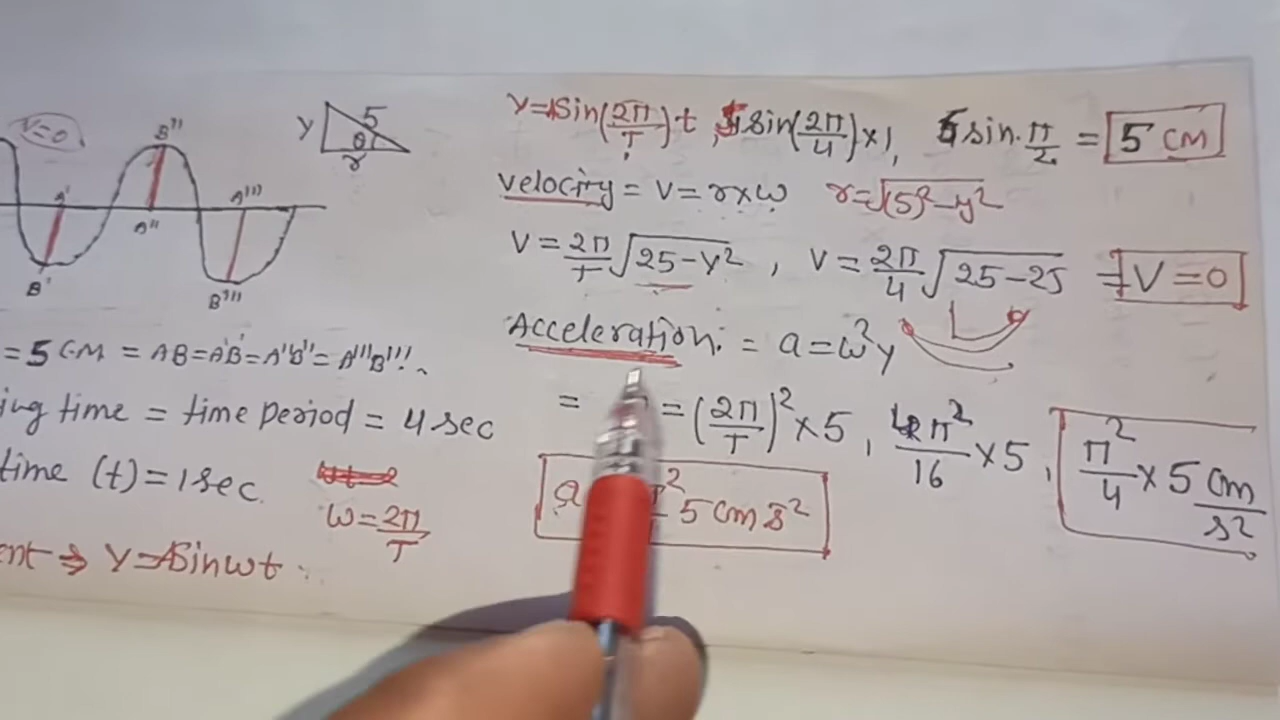 V=0
B''
A'
A''
A'''
B'
B'''
y
5
θ
r
= 5 CM = AB = A'B' = A''B'' = A'''B'''
ing time = time period = 4 sec
time (t) = 1 sec.
ω = 2π/T
ent ⇒ Y = A sin ωt
Y = A sin(2π/T)t, 5 sin(2π/4)×1, 5 sin. π/2 = 5 CM
velocity = V = r×ω r = √(5)²−y²
V = 2π/T √25−y², V = 2π/4 √25−25 = V = 0
Acceleration. = a = ω²y
= (2π/T)² × 5, 4π²/16 × 5, π²/4 × 5 cm/s²
a 5 cm s̄²